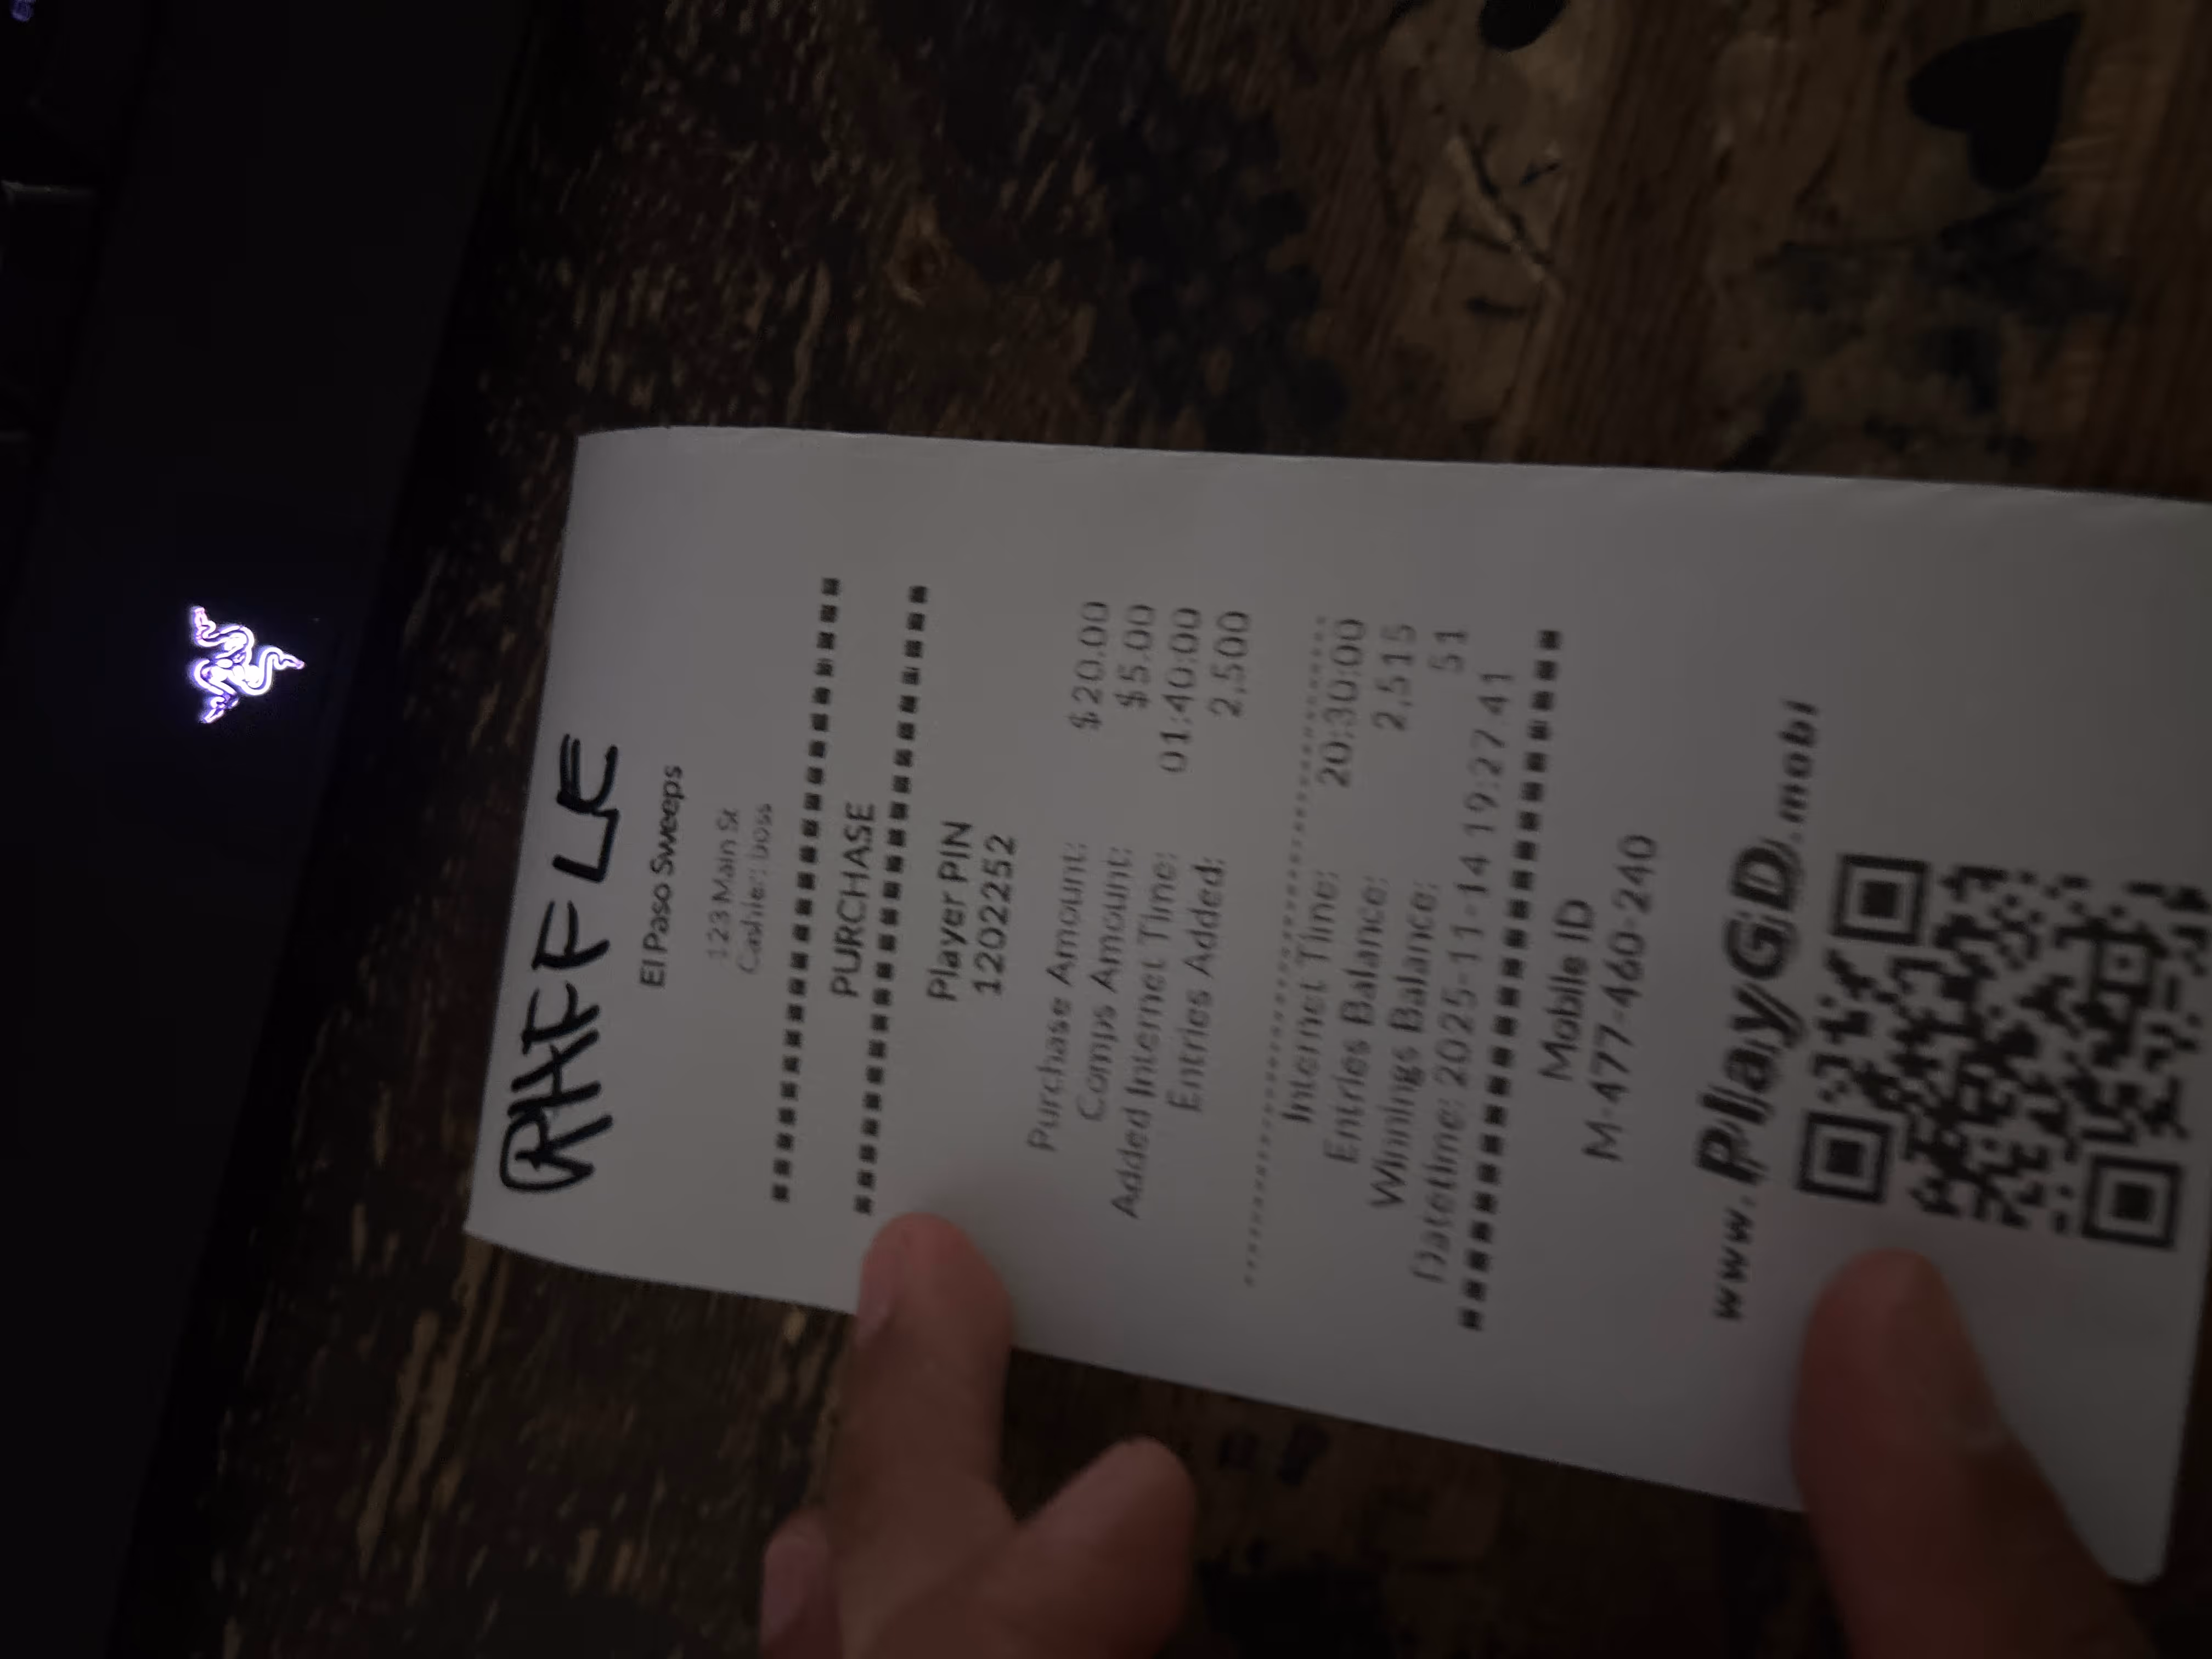 RAFFLE
El Paso Sweeps
123 Main St
Cashier: boss
PURCHASE
Player PIN
1202252
Purchase Amount: $20.00
Comps Amount: $5.00
Added Internet Time: 01:40:00
Entries Added: 2,500
Internet Time: 20:30:00
Entries Balance: 2,515
Winnings Balance: 51
Datetime: 2025-11-14 19:27:41
Mobile ID
M-477-460-240
www.PlayGD.mobi